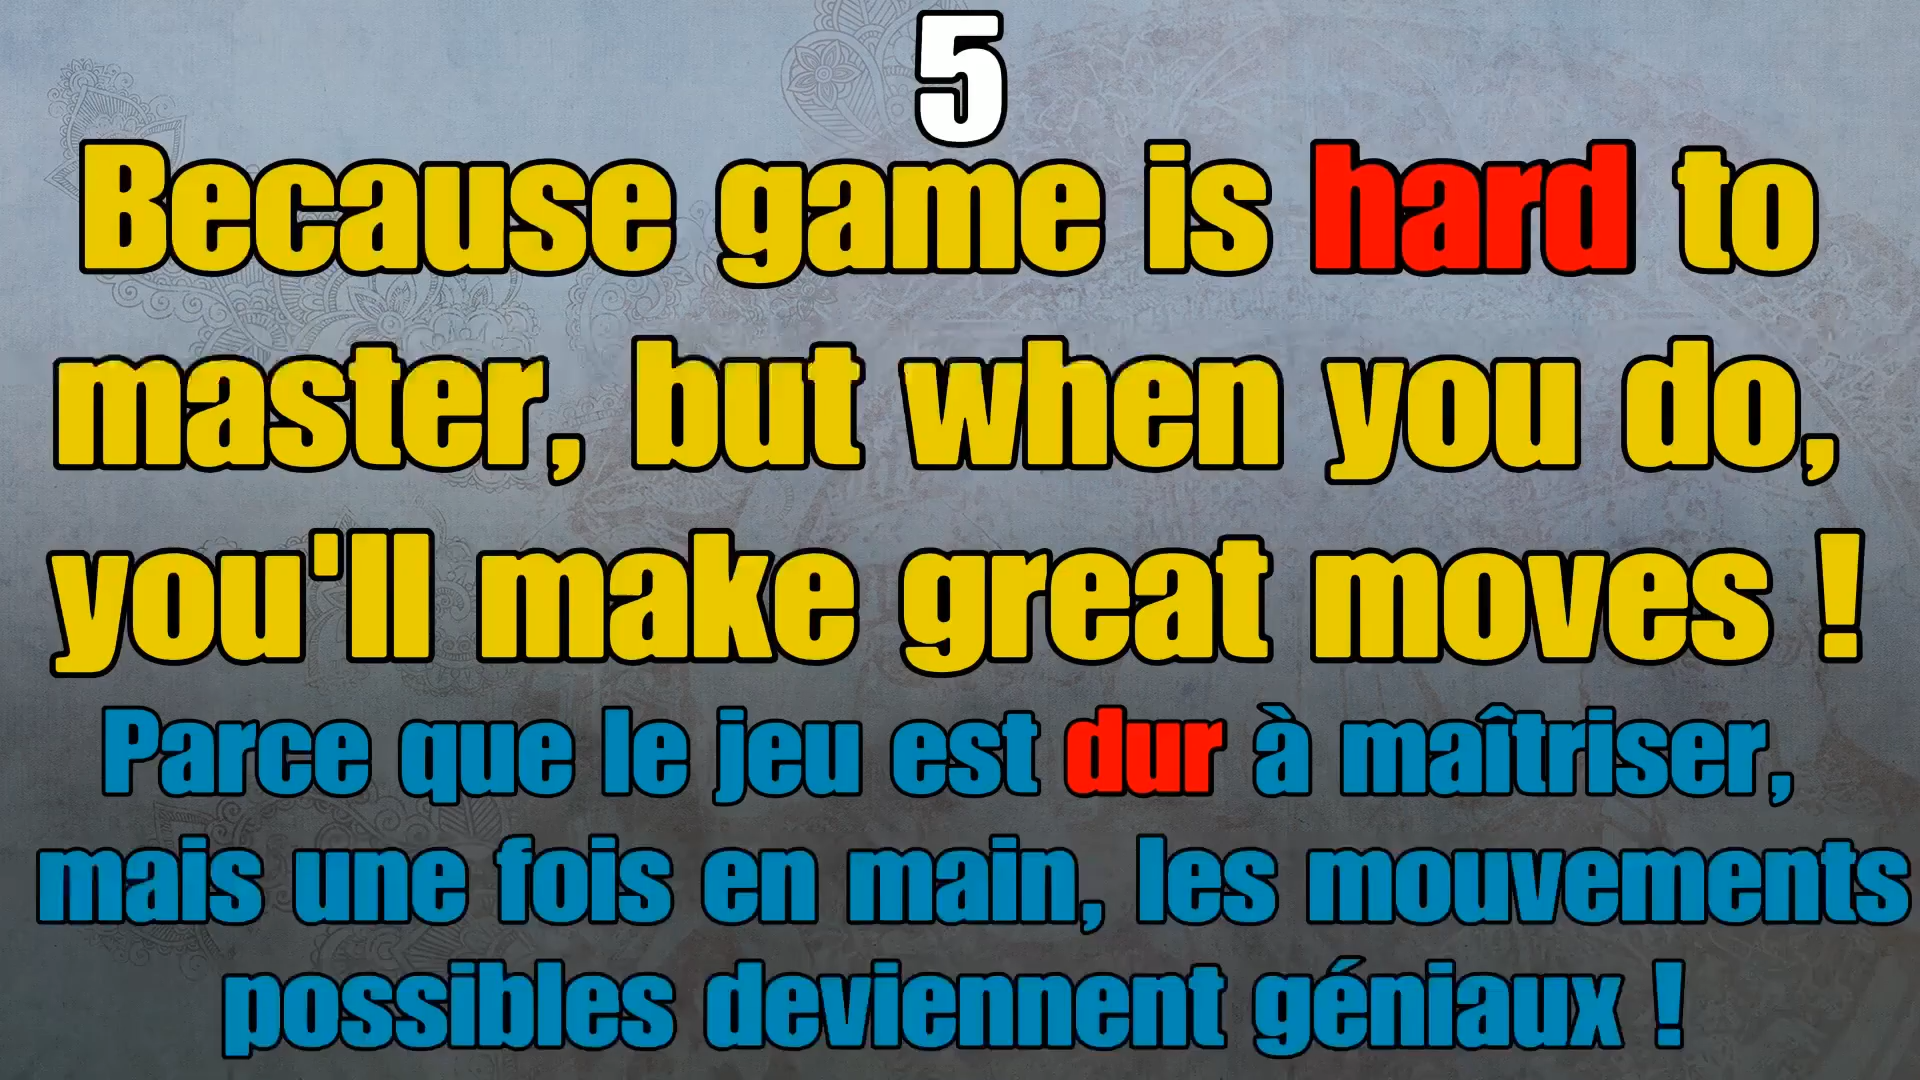 5
Because game is hard to
master, but when you do,
you'll make great moves !
Parce que le jeu est dur à maîtriser,
mais une fois en main, les mouvements
possibles deviennent géniaux !